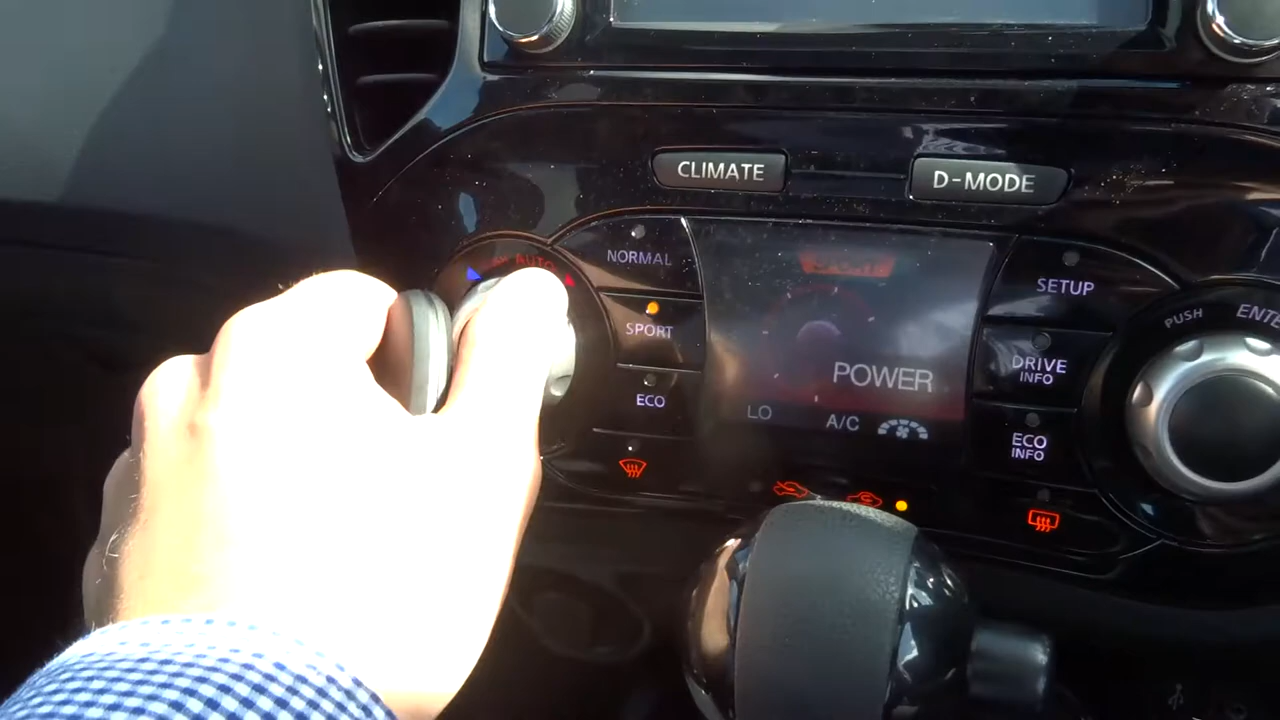 CLIMATE
D-MODE
AUTO
NORMAL
SPORT
ECO
POWER
LO
A/C
SETUP
DRIVE
INFO
ECO
INFO
PUSH